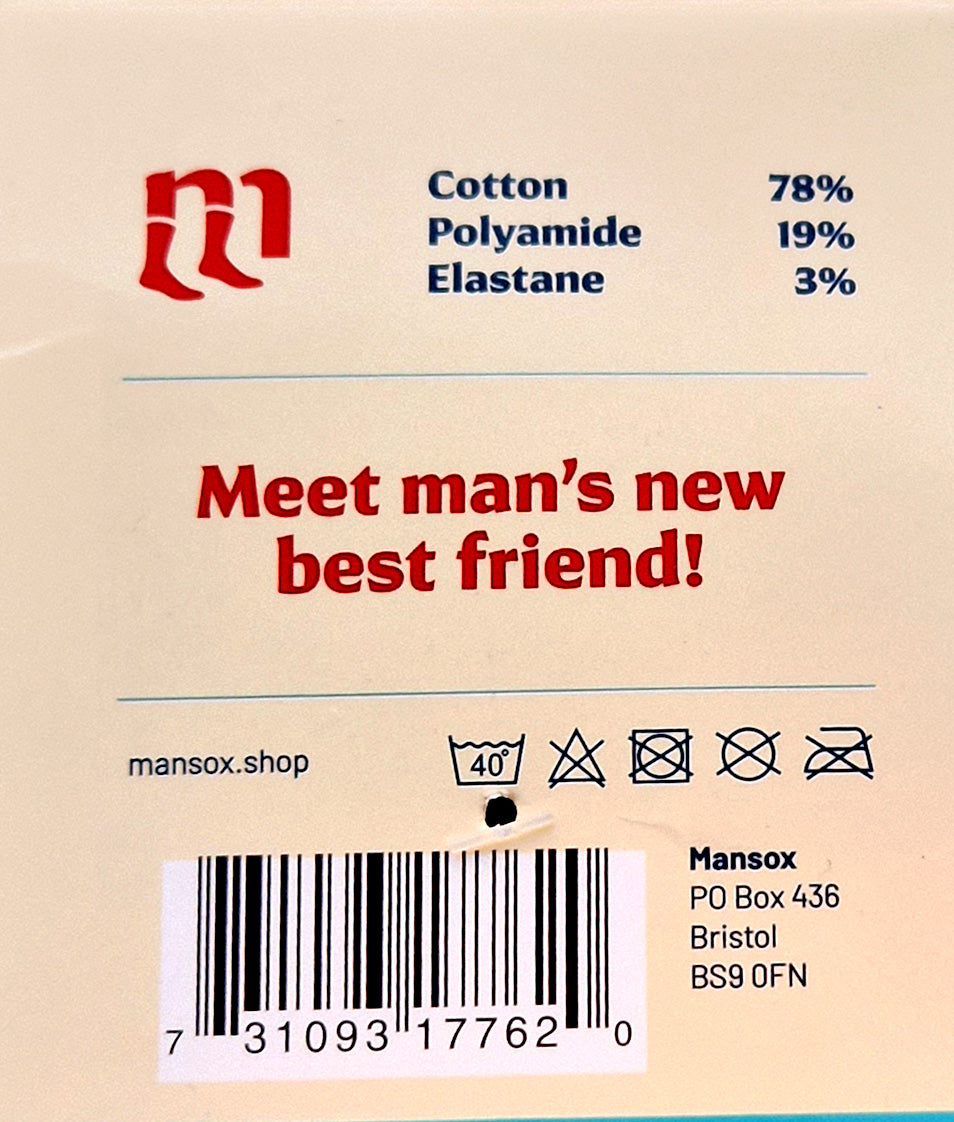 m
Cotton 78%
Polyamide 19%
Elastane 3%
Meet man's new
best friend!
mansox.shop
40°
Mansox
PO Box 436
Bristol
BS9 0FN
7 31093 17762 0